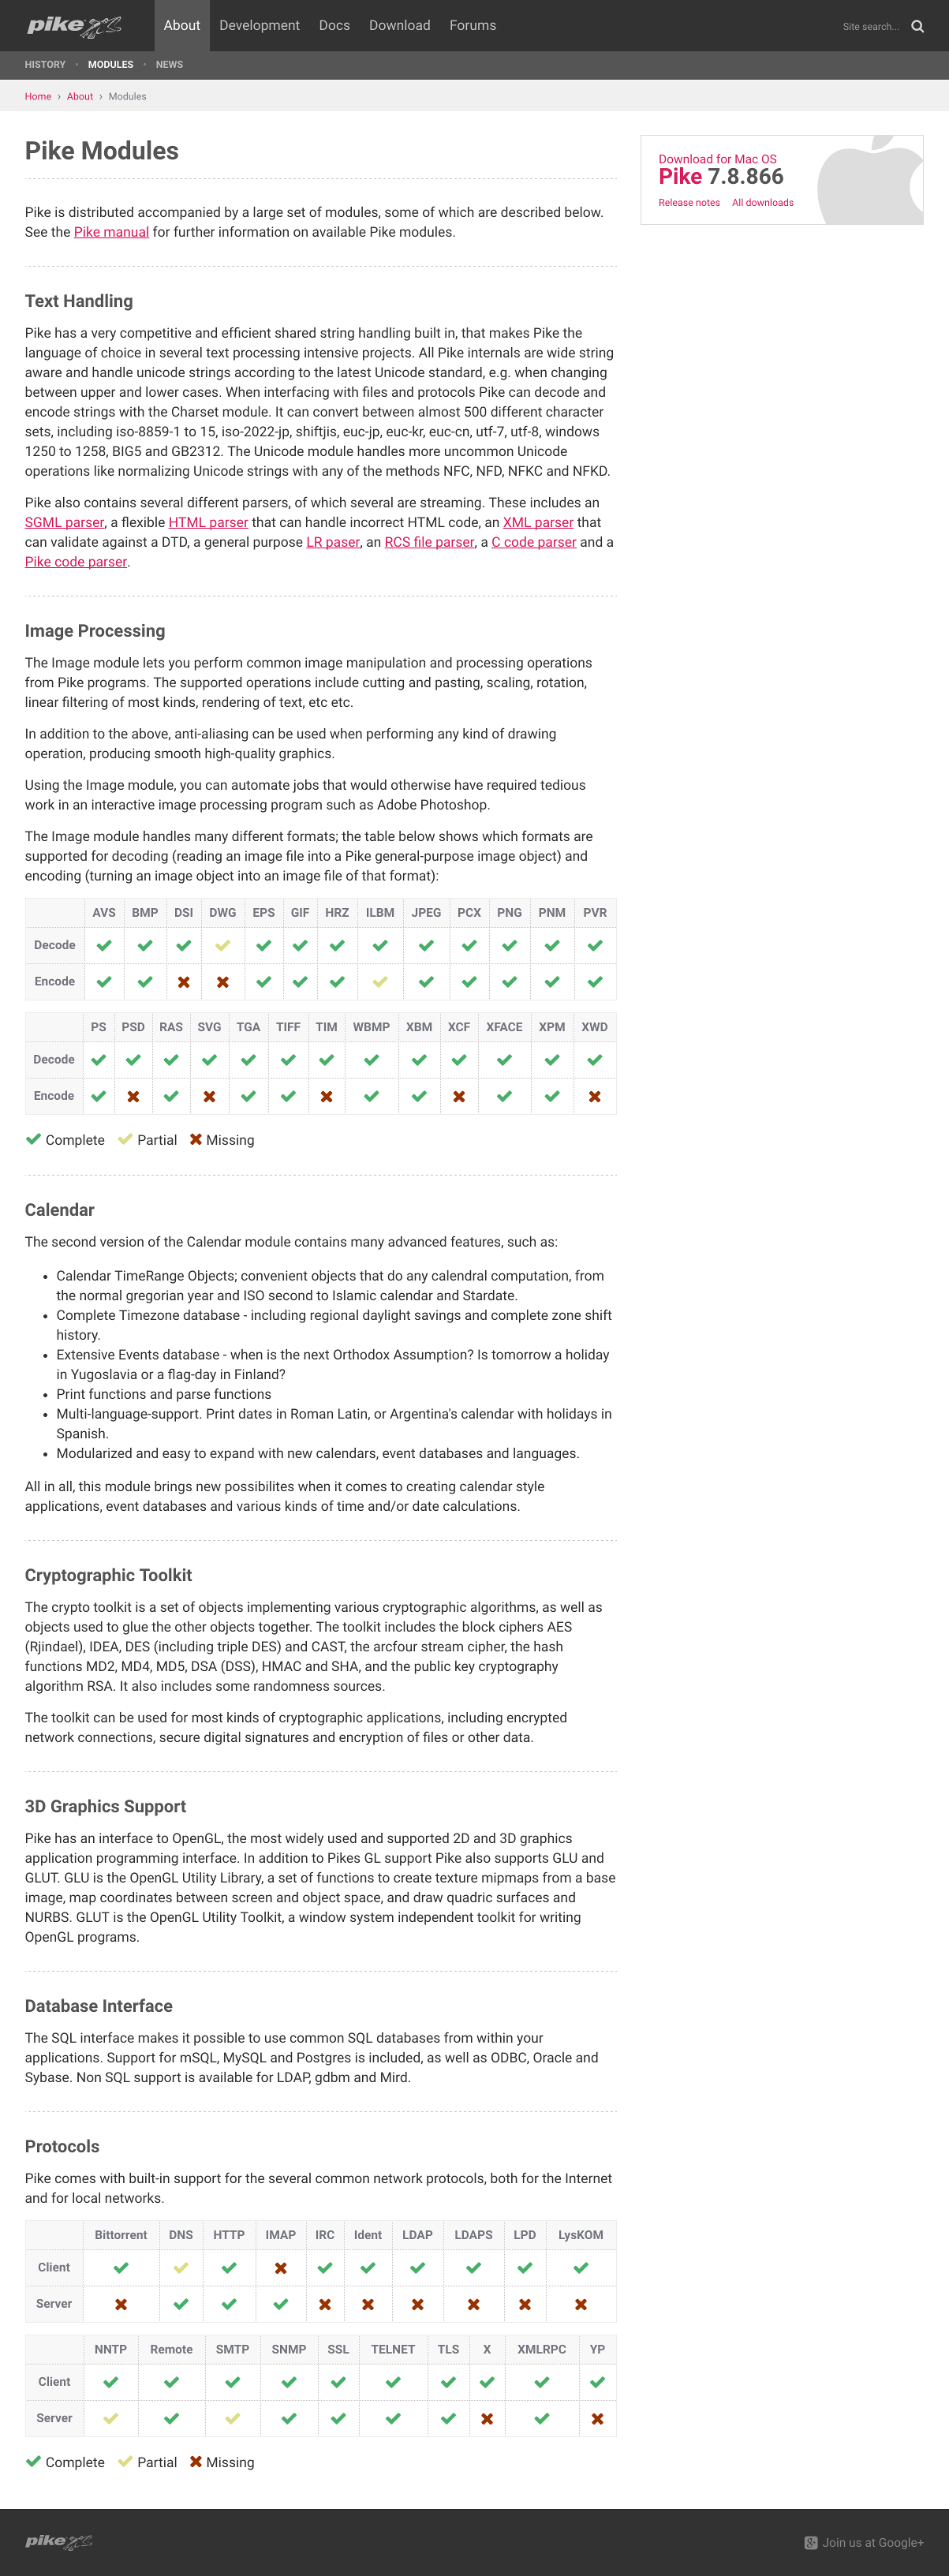 pike
About Development Docs Download Forums
Site search...
HISTORY • MODULES • NEWS
Home › About › Modules
Pike Modules
Download for Mac OS
Pike 7.8.866
Release notes All downloads
Pike is distributed accompanied by a large set of modules, some of which are described below.
See the Pike manual for further information on available Pike modules.
Text Handling
Pike has a very competitive and efficient shared string handling built in, that makes Pike the
language of choice in several text processing intensive projects. All Pike internals are wide string
aware and handle unicode strings according to the latest Unicode standard, e.g. when changing
between upper and lower cases. When interfacing with files and protocols Pike can decode and
encode strings with the Charset module. It can convert between almost 500 different character
sets, including iso-8859-1 to 15, iso-2022-jp, shiftjis, euc-jp, euc-kr, euc-cn, utf-7, utf-8, windows
1250 to 1258, BIG5 and GB2312. The Unicode module handles more uncommon Unicode
operations like normalizing Unicode strings with any of the methods NFC, NFD, NFKC and NFKD.
Pike also contains several different parsers, of which several are streaming. These includes an
SGML parser, a flexible HTML parser that can handle incorrect HTML code, an XML parser that
can validate against a DTD, a general purpose LR paser, an RCS file parser, a C code parser and a
Pike code parser.
Image Processing
The Image module lets you perform common image manipulation and processing operations
from Pike programs. The supported operations include cutting and pasting, scaling, rotation,
linear filtering of most kinds, rendering of text, etc etc.
In addition to the above, anti-aliasing can be used when performing any kind of drawing
operation, producing smooth high-quality graphics.
Using the Image module, you can automate jobs that would otherwise have required tedious
work in an interactive image processing program such as Adobe Photoshop.
The Image module handles many different formats; the table below shows which formats are
supported for decoding (reading an image file into a Pike general-purpose image object) and
encoding (turning an image object into an image file of that format):
AVS BMP DSI DWG EPS GIF HRZ ILBM JPEG PCX PNG PNM PVR
Decode
Encode
PS PSD RAS SVG TGA TIFF TIM WBMP XBM XCF XFACE XPM XWD
Decode
Encode
Complete Partial Missing
Calendar
The second version of the Calendar module contains many advanced features, such as:
• Calendar TimeRange Objects; convenient objects that do any calendral computation, from
the normal gregorian year and ISO second to Islamic calendar and Stardate.
• Complete Timezone database - including regional daylight savings and complete zone shift
history.
• Extensive Events database - when is the next Orthodox Assumption? Is tomorrow a holiday
in Yugoslavia or a flag-day in Finland?
• Print functions and parse functions
• Multi-language-support. Print dates in Roman Latin, or Argentina's calendar with holidays in
Spanish.
• Modularized and easy to expand with new calendars, event databases and languages.
All in all, this module brings new possibilites when it comes to creating calendar style
applications, event databases and various kinds of time and/or date calculations.
Cryptographic Toolkit
The crypto toolkit is a set of objects implementing various cryptographic algorithms, as well as
objects used to glue the other objects together. The toolkit includes the block ciphers AES
(Rjindael), IDEA, DES (including triple DES) and CAST, the arcfour stream cipher, the hash
functions MD2, MD4, MD5, DSA (DSS), HMAC and SHA, and the public key cryptography
algorithm RSA. It also includes some randomness sources.
The toolkit can be used for most kinds of cryptographic applications, including encrypted
network connections, secure digital signatures and encryption of files or other data.
3D Graphics Support
Pike has an interface to OpenGL, the most widely used and supported 2D and 3D graphics
application programming interface. In addition to Pikes GL support Pike also supports GLU and
GLUT. GLU is the OpenGL Utility Library, a set of functions to create texture mipmaps from a base
image, map coordinates between screen and object space, and draw quadric surfaces and
NURBS. GLUT is the OpenGL Utility Toolkit, a window system independent toolkit for writing
OpenGL programs.
Database Interface
The SQL interface makes it possible to use common SQL databases from within your
applications. Support for mSQL, MySQL and Postgres is included, as well as ODBC, Oracle and
Sybase. Non SQL support is available for LDAP, gdbm and Mird.
Protocols
Pike comes with built-in support for the several common network protocols, both for the Internet
and for local networks.
Bittorrent DNS HTTP IMAP IRC Ident LDAP LDAPS LPD LysKOM
Client
Server
NNTP Remote SMTP SNMP SSL TELNET TLS X XMLRPC YP
Client
Server
Complete Partial Missing
pike
Join us at Google+